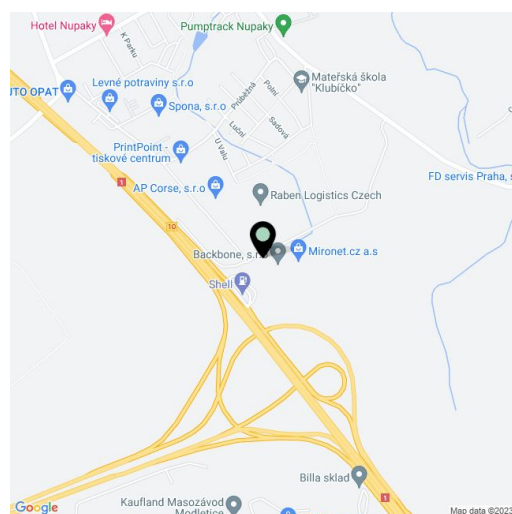 Hotel Nupaky
Pumptrack Nupaky
K Parku
Mateřská škola
"Klubíčko"
Levné potraviny s.r.o
UTO OPAT
Polní
Průběžná
Spona, s.r.o
Sadová
Luční
PrintPoint -
tiskové centrum
U Valu
FD servis Praha, s
1
AP Corse, s.r.o
Raben Logistics Czech
10
Backbone, s.r.
Mironet.cz a.s
Shell
Billa sklad
1
Kaufland Masozávod
Modletice
Google
Map data ©2023